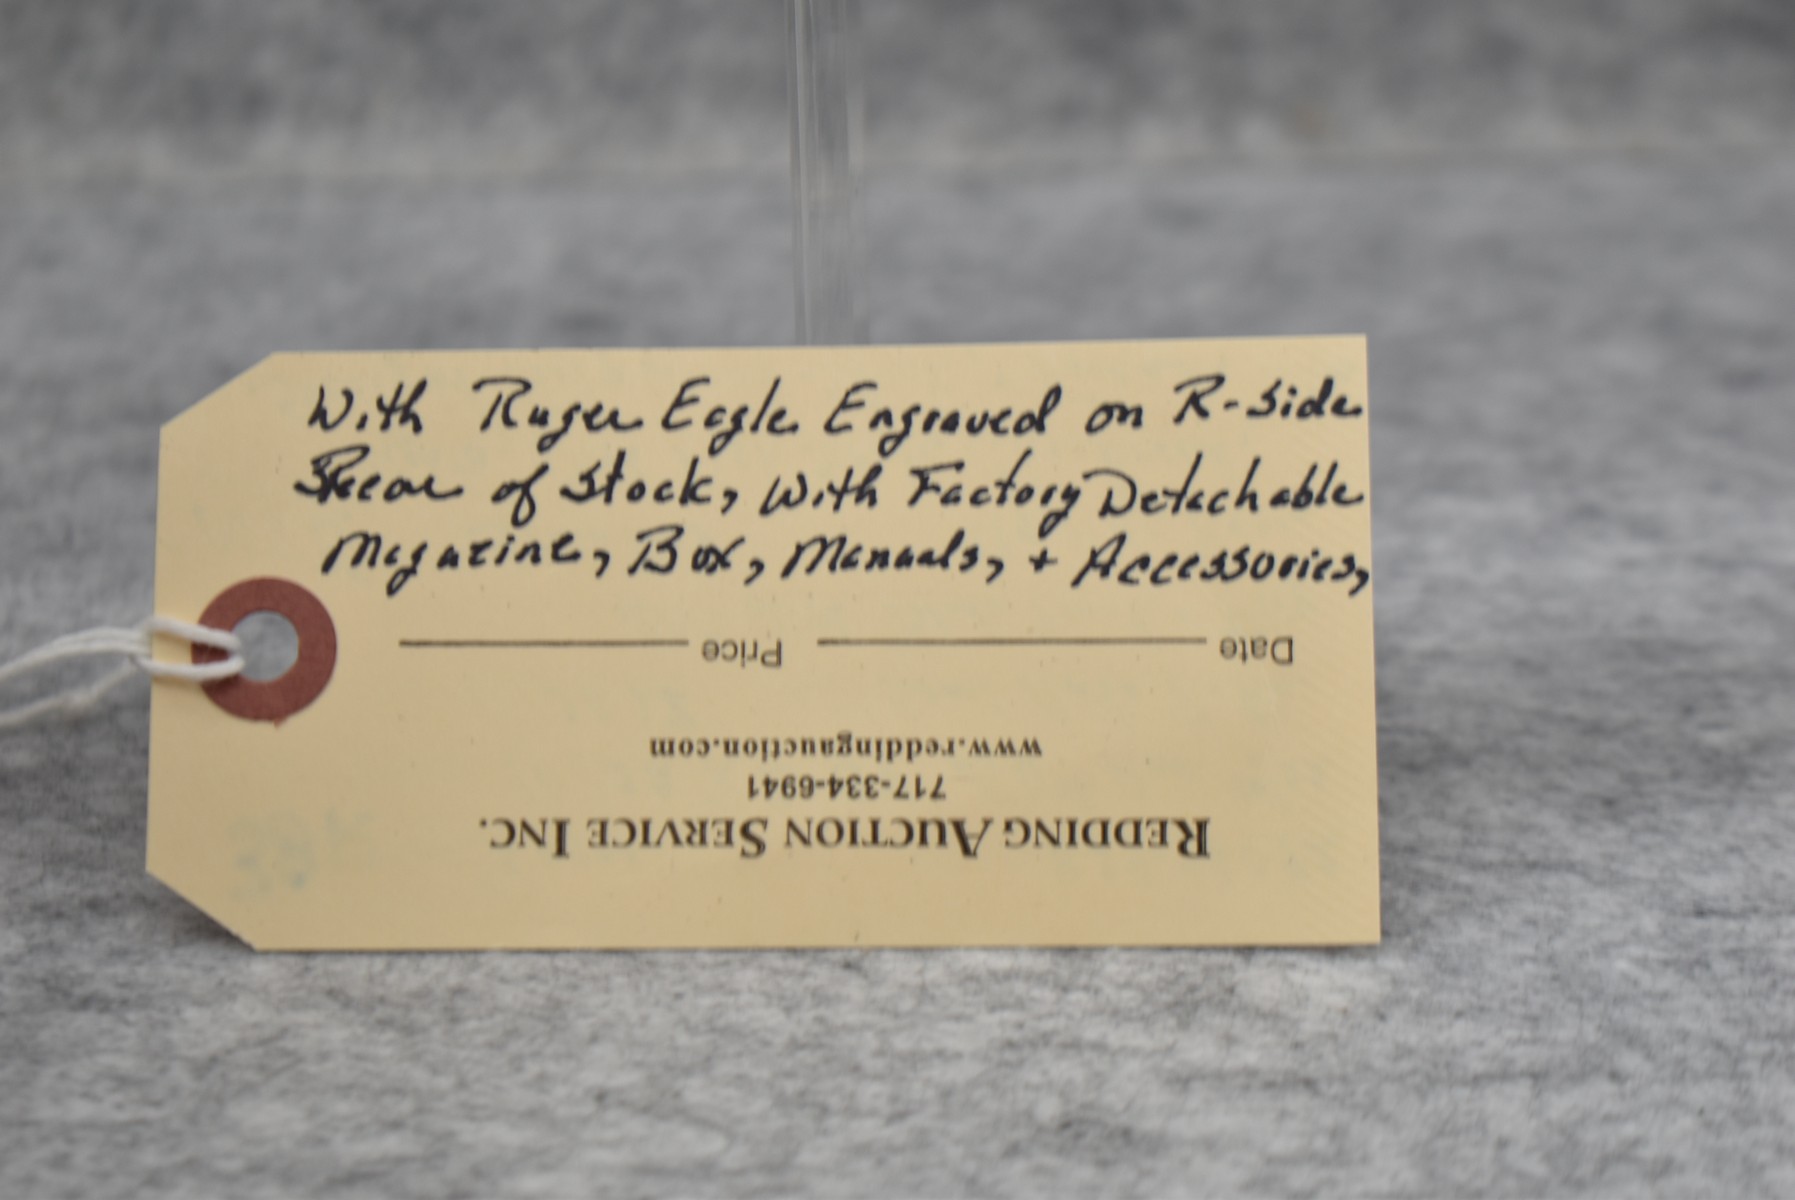 With Ruger Eagle Engraved on R-Side
Rear of Stock, With Factory Detachable
Magazine, Box, Manuals, + Accessories,
REDDING AUCTION SERVICE INC.
717-334-6941
www.reddingauction.com
Date Price